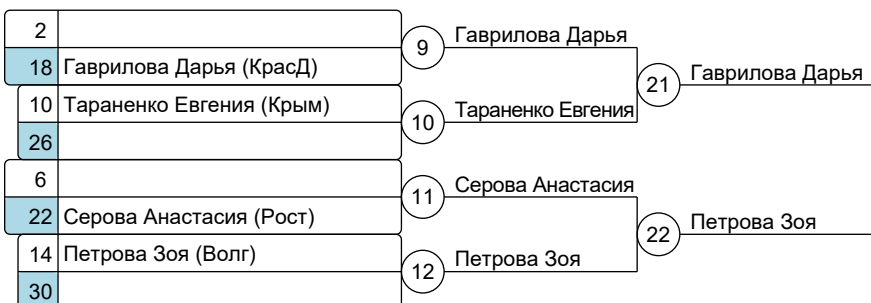 2
9
Гаврилова Дарья
18 Гаврилова Дарья (КрасД)
21
Гаврилова Дарья
10 Тараненко Евгения (Крым)
10
Тараненко Евгения
26
6
11
Серова Анастасия
22 Серова Анастасия (Рост)
22
Петрова Зоя
14 Петрова Зоя (Волг)
12
Петрова Зоя
30